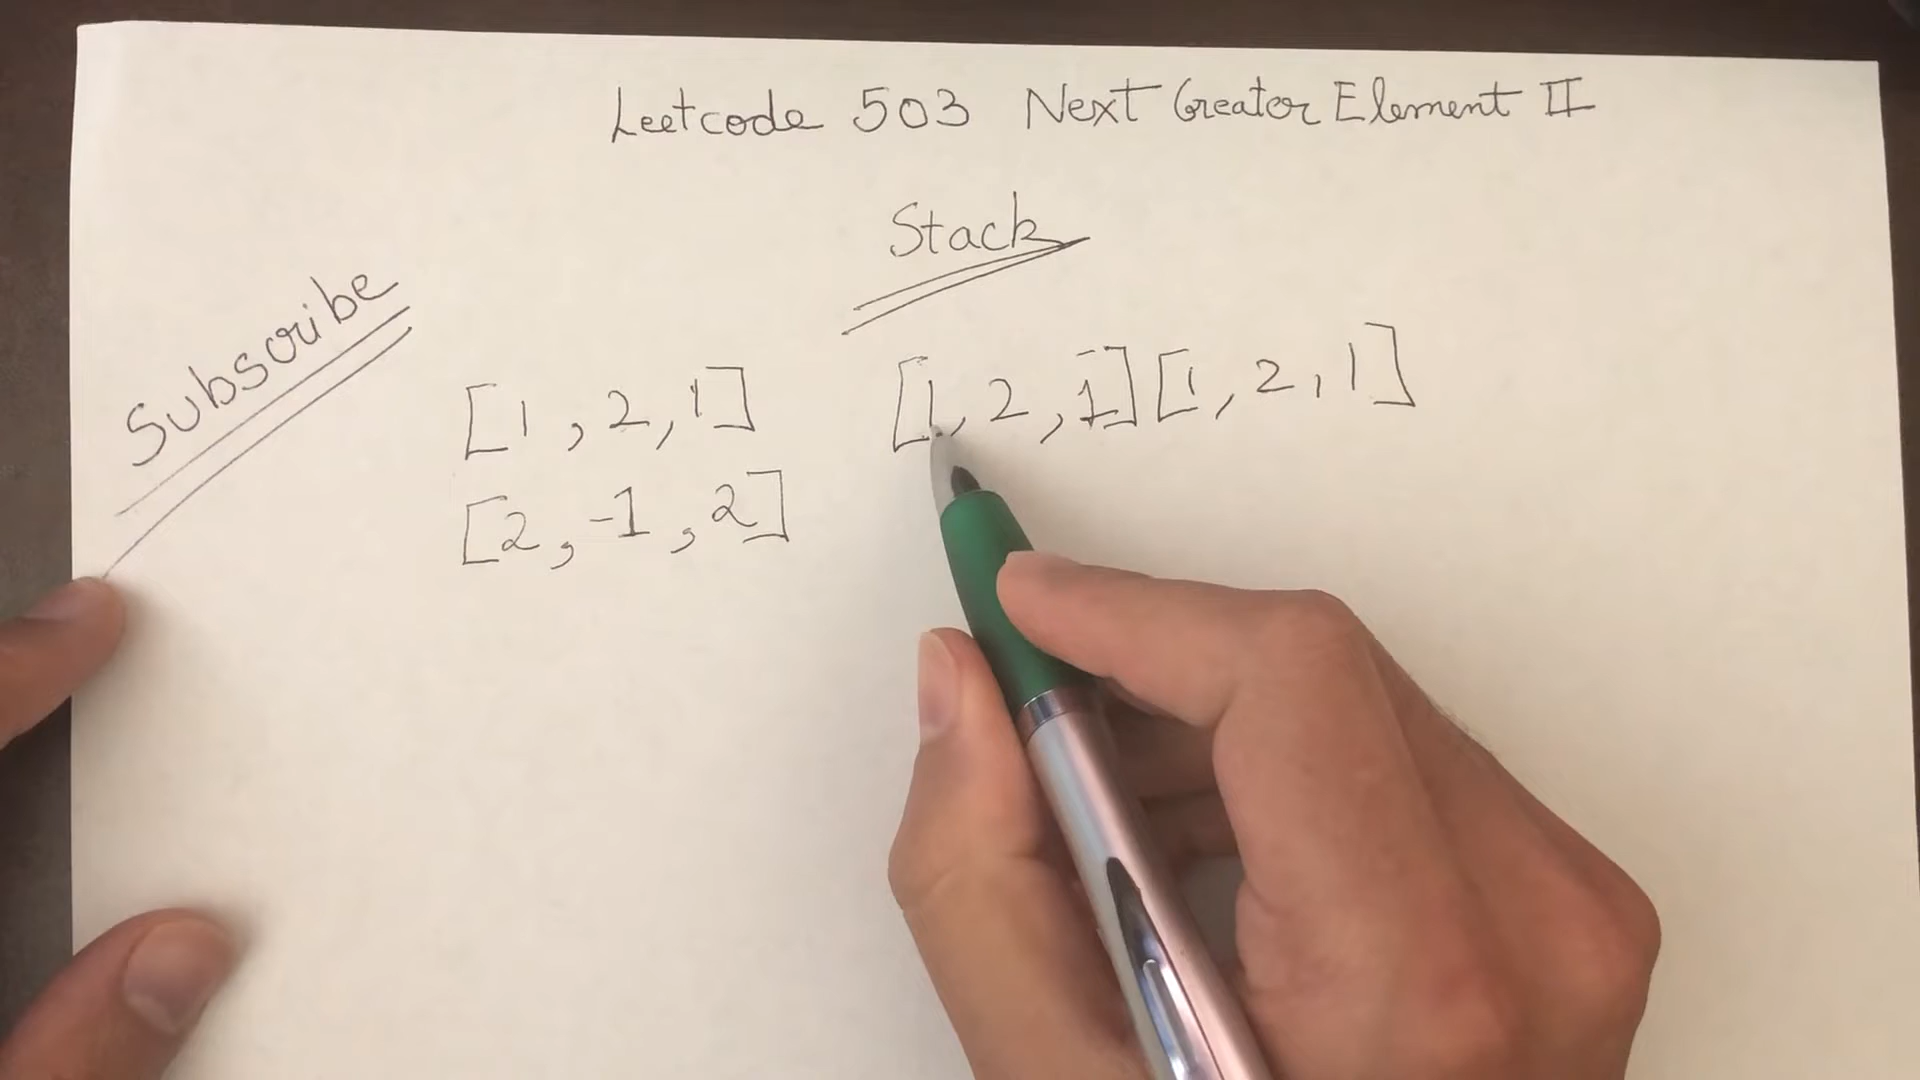 Leetcode 503 Next Greator Element II
Stack
Subscribe
[1, 2, 1] [1, 2, 1][1, 2, 1]
[2, -1, 2]